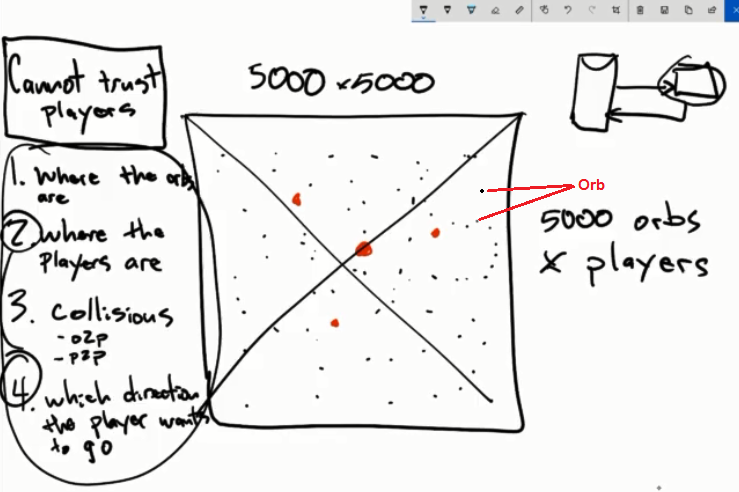 Cannot trust
players
5000 x 5000
1. Where the orbs
are
2. Where the
players are
3. Collisions
- o2p
- p2p
4. which direction
the player wants
to go
Orb
5000 orbs
X players